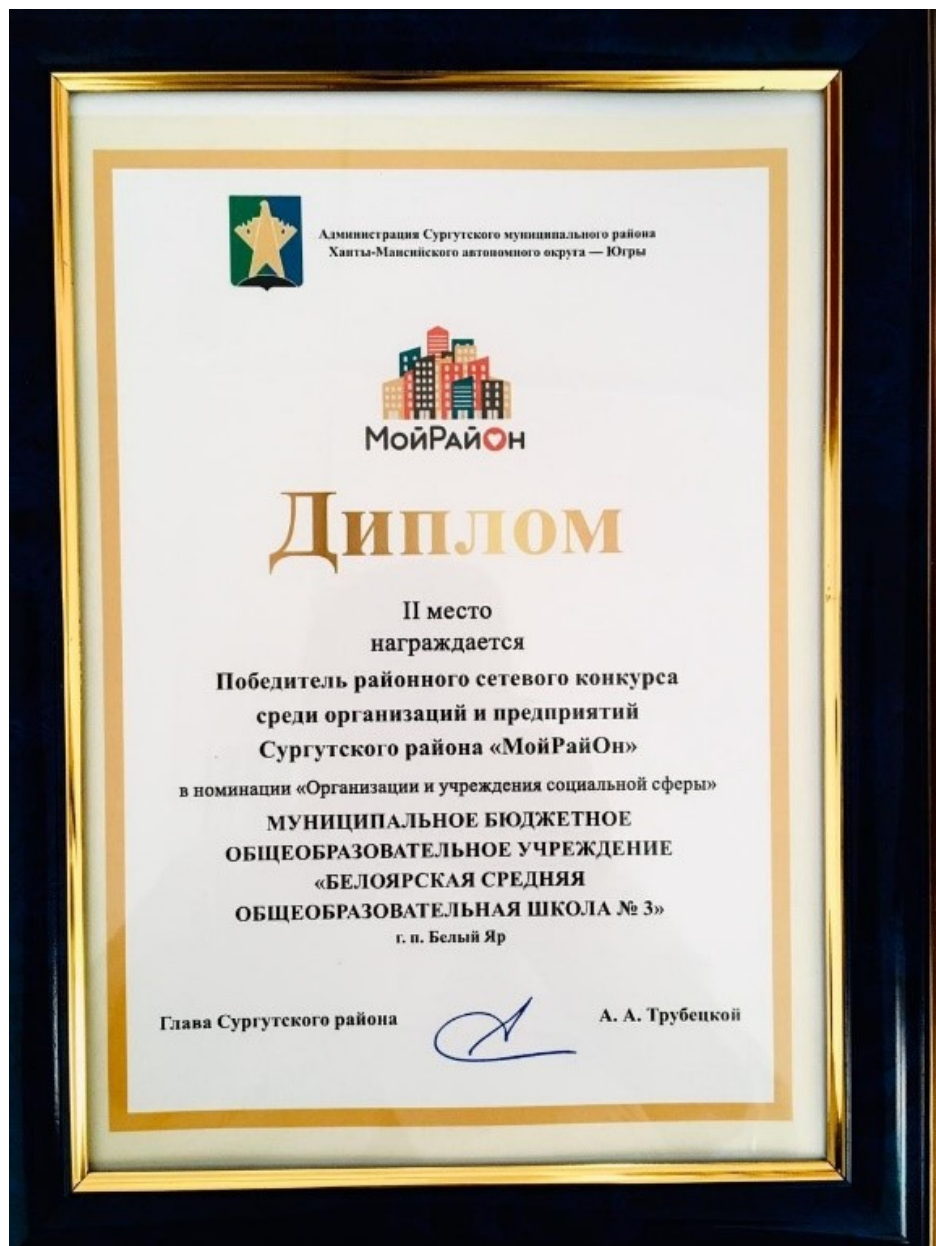 Администрация Сургутского муниципального района
Ханты-Мансийского автономного округа — Югры
МойРайОн
Диплом
II место
награждается
Победитель районного сетевого конкурса
среди организаций и предприятий
Сургутского района «МойРайОн»
в номинации «Организации и учреждения социальной сферы»
МУНИЦИПАЛЬНОЕ БЮДЖЕТНОЕ
ОБЩЕОБРАЗОВАТЕЛЬНОЕ УЧРЕЖДЕНИЕ
«БЕЛОЯРСКАЯ СРЕДНЯЯ
ОБЩЕОБРАЗОВАТЕЛЬНАЯ ШКОЛА № 3»
г. п. Белый Яр
Глава Сургутского района А. А. Трубецкой